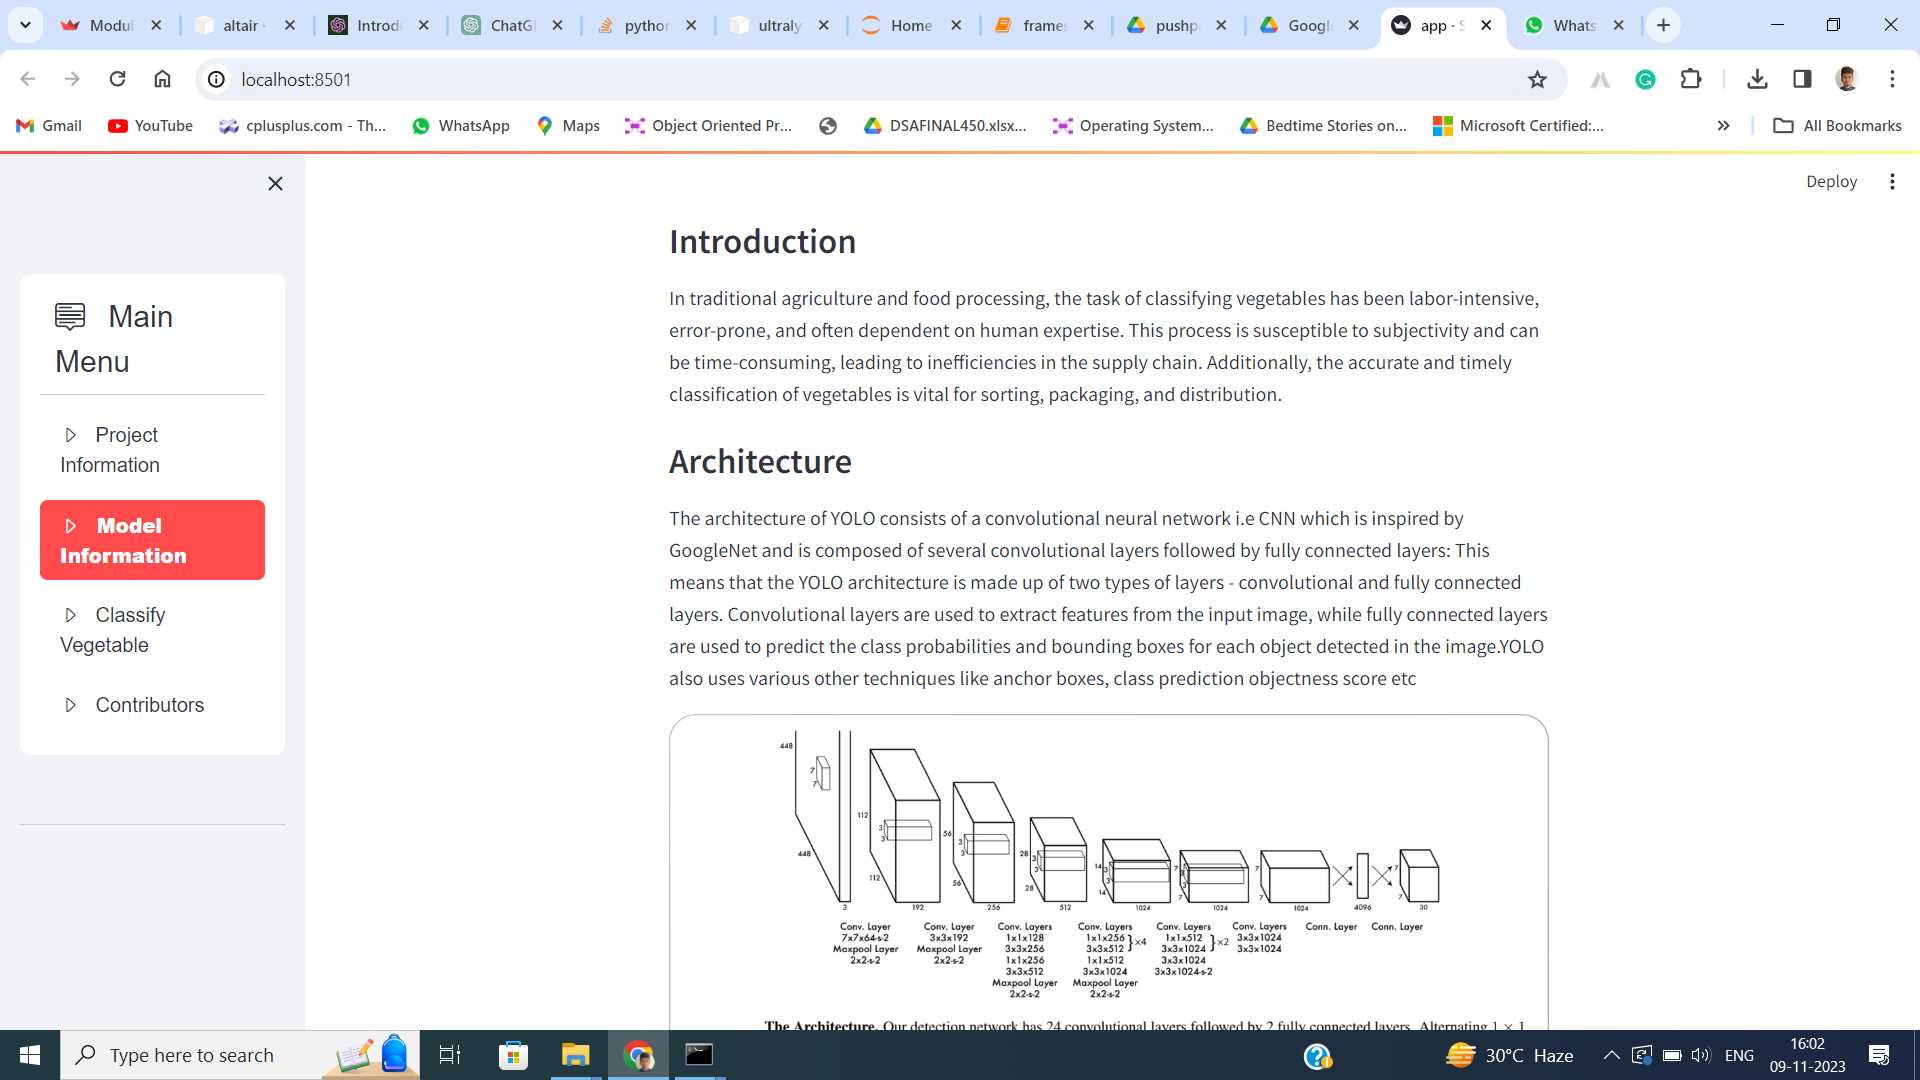 Modul
altair ·
Introdu
ChatGP
python
ultraly
Home
frames
pushp
Google
app · S
Whats
localhost:8501
Gmail
YouTube
cplusplus.com - Th...
WhatsApp
Maps
Object Oriented Pr...
DSAFINAL450.xlsx...
Operating System...
Bedtime Stories on...
Microsoft Certified:...
All Bookmarks
Deploy
Main
Menu
Project
Information
Model
Information
Classify
Vegetable
Contributors
Introduction
In traditional agriculture and food processing, the task of classifying vegetables has been labor-intensive,
error-prone, and often dependent on human expertise. This process is susceptible to subjectivity and can
be time-consuming, leading to inefficiencies in the supply chain. Additionally, the accurate and timely
classification of vegetables is vital for sorting, packaging, and distribution.
Architecture
The architecture of YOLO consists of a convolutional neural network i.e CNN which is inspired by
GoogleNet and is composed of several convolutional layers followed by fully connected layers: This
means that the YOLO architecture is made up of two types of layers - convolutional and fully connected
layers. Convolutional layers are used to extract features from the input image, while fully connected layers
are used to predict the class probabilities and bounding boxes for each object detected in the image.YOLO
also uses various other techniques like anchor boxes, class prediction objectness score etc
448
7
7
448
3
112
3
3
112
192
56
3
3
56
256
28
3
3
28
512
14
3
3
14
1024
7
3
3
7
1024
7
7
1024
4096
7
7
30
Conv. Layer
7x7x64-s-2
Maxpool Layer
2x2-s-2
Conv. Layer
3x3x192
Maxpool Layer
2x2-s-2
Conv. Layers
1x1x128
3x3x256
1x1x256
3x3x512
Maxpool Layer
2x2-s-2
Conv. Layers
1x1x256
3x3x512 }×4
1x1x512
3x3x1024
Maxpool Layer
2x2-s-2
Conv. Layers
1x1x512
3x3x1024 }×2
3x3x1024
3x3x1024-s-2
Conv. Layers
3x3x1024
3x3x1024
Conn. Layer
Conn. Layer
The Architecture. Our detection network has 24 convolutional layers followed by 2 fully connected layers. Alternating 1 × 1
Type here to search
30°C Haze
ENG
16:02
09-11-2023